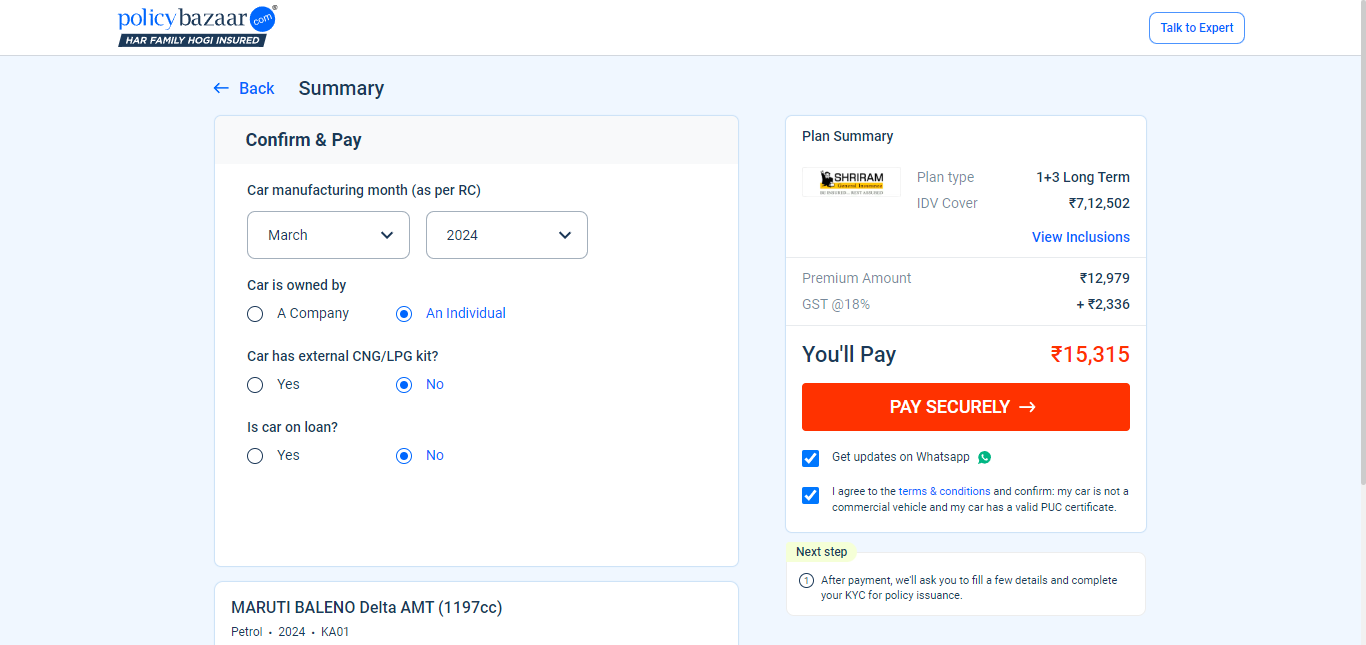 policybazaar.com
HAR FAMILY HOGI INSURED
Talk to Expert
← Back
Summary
Confirm & Pay
Car manufacturing month (as per RC)
March
2024
Car is owned by
A Company
An Individual
Car has external CNG/LPG kit?
Yes
No
Is car on loan?
Yes
No
MARUTI BALENO Delta AMT (1197cc)
Petrol • 2024 • KA01
Plan Summary
SHRIRAM
General Insurance
Plan type 1+3 Long Term
IDV Cover ₹7,12,502
View Inclusions
Premium Amount ₹12,979
GST @18% + ₹2,336
You'll Pay ₹15,315
PAY SECURELY →
Get updates on Whatsapp
I agree to the terms & conditions and confirm: my car is not a
commercial vehicle and my car has a valid PUC certificate.
Next step
1 After payment, we'll ask you to fill a few details and complete
your KYC for policy issuance.